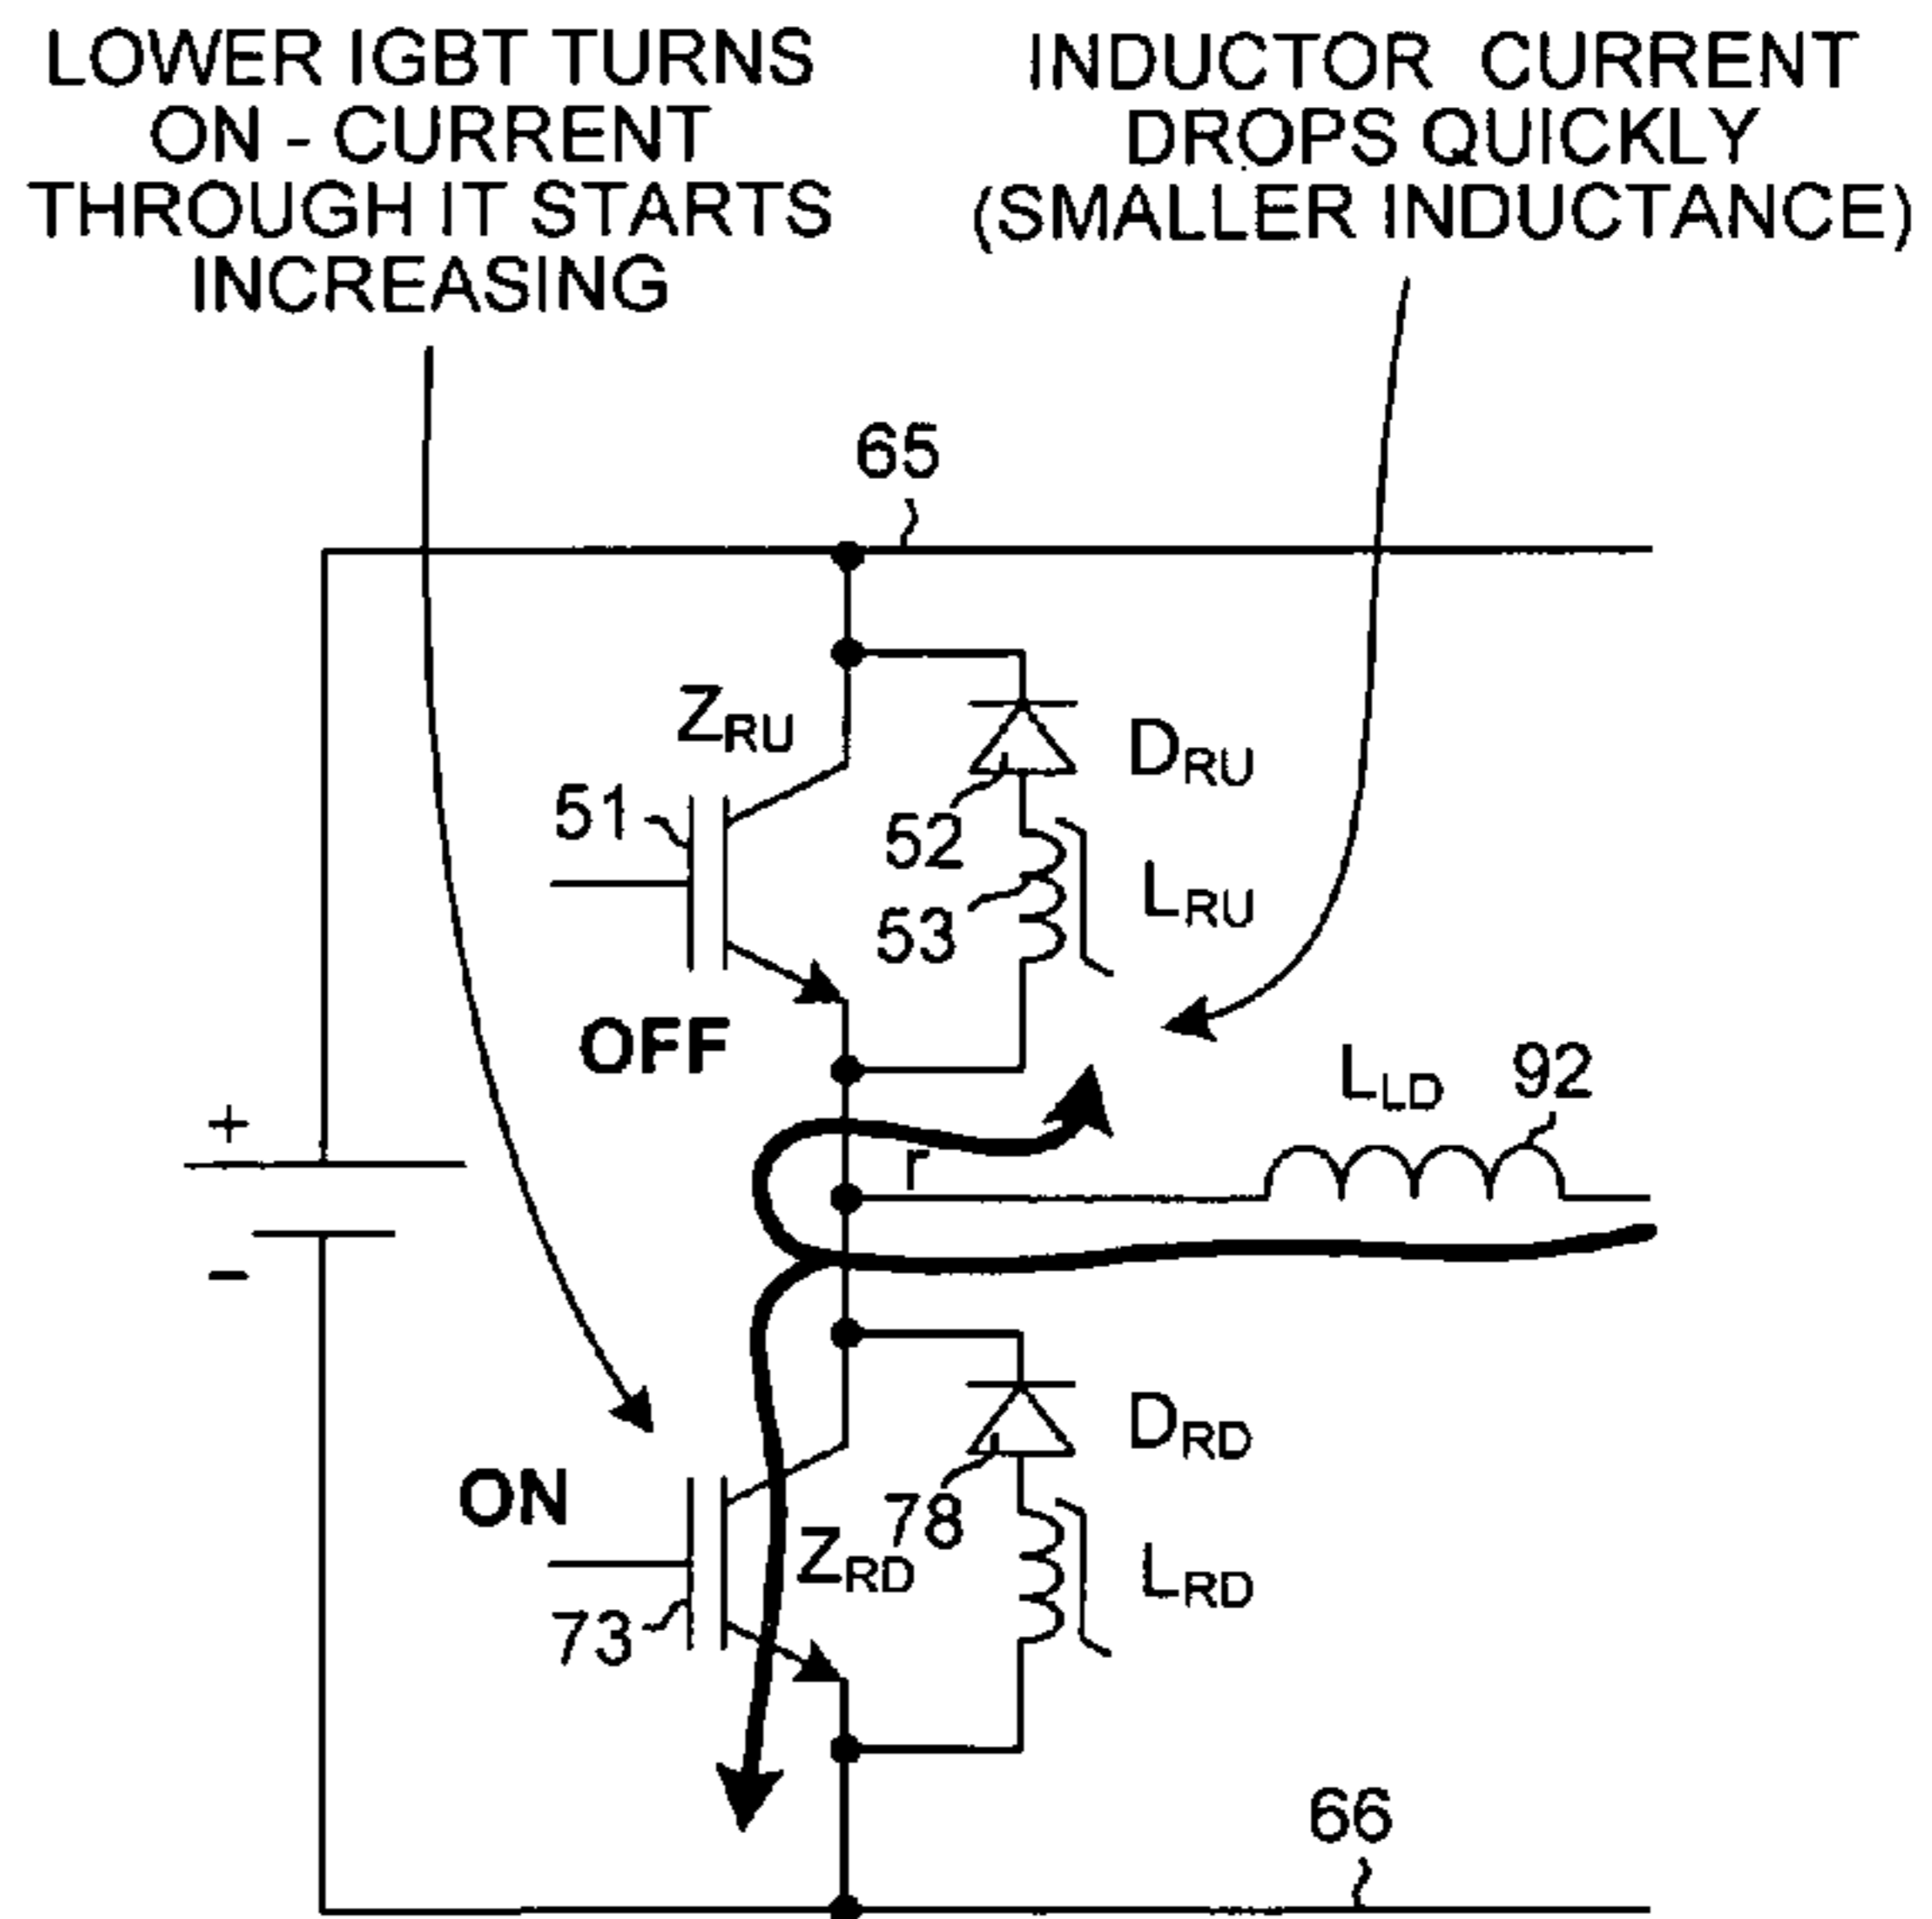 LOWER IGBT TURNS
ON - CURRENT
THROUGH IT STARTS
INCREASING
INDUCTOR CURRENT
DROPS QUICKLY
(SMALLER INDUCTANCE)
65
ZRU
DRU
51
52
LRU
53
OFF
LLD
92
+
r
−
DRD
ON
78
ZRD
LRD
73
66